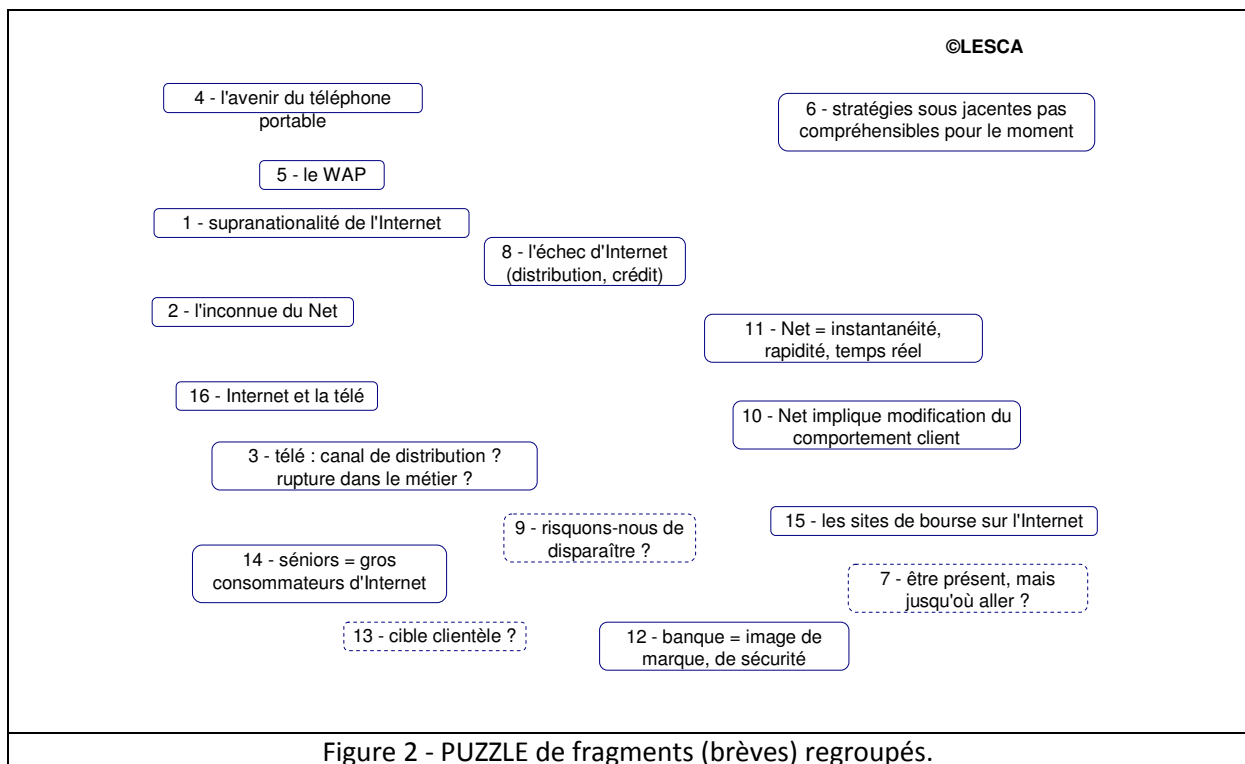 ©LESCA
4 - l'avenir du téléphone
portable
6 - stratégies sous jacentes pas
compréhensibles pour le moment
5 - le WAP
1 - supranationalité de l'Internet
8 - l'échec d'Internet
(distribution, crédit)
2 - l'inconnue du Net
11 - Net = instantanéité,
rapidité, temps réel
16 - Internet et la télé
10 - Net implique modification du
comportement client
3 - télé : canal de distribution ?
rupture dans le métier ?
9 - risquons-nous de
disparaître ?
15 - les sites de bourse sur l'Internet
14 - séniors = gros
consommateurs d'Internet
7 - être présent, mais
jusqu'où aller ?
13 - cible clientèle ?
12 - banque = image de
marque, de sécurité
Figure 2 - PUZZLE de fragments (brèves) regroupés.